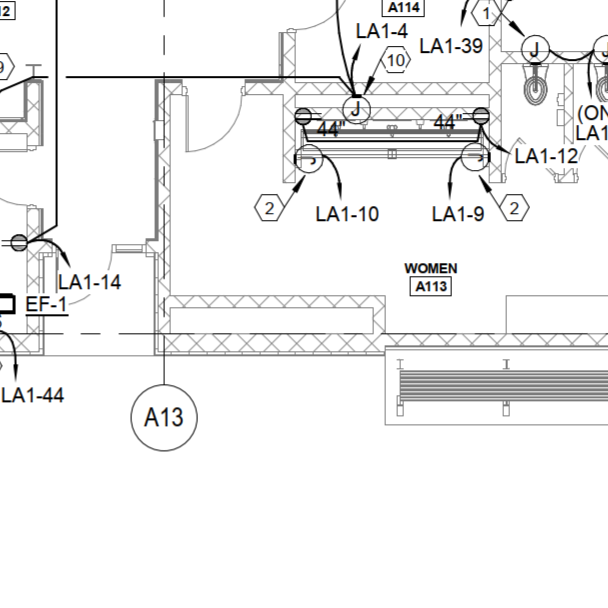 12
A114
1
LA1-4
LA1-39
9
10
J
J
J
(ON
44"
44"
LA1-
LA1-12
2
LA1-10
LA1-9
2
WOMEN
A113
LA1-14
EF-1
LA1-44
A13